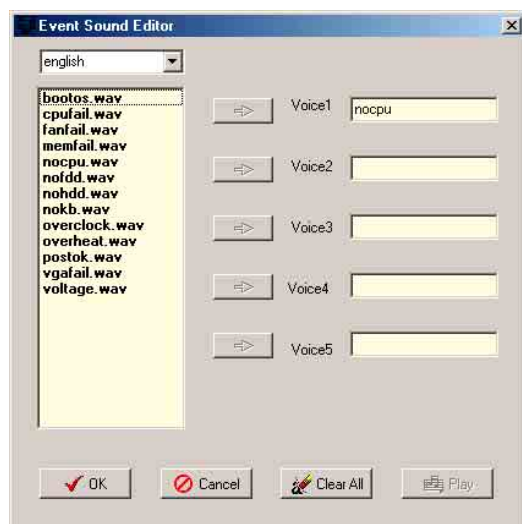 Event Sound Editor
english
bootos.wav
cpufail.wav
fanfail.wav
memfail.wav
nocpu.wav
nofdd.wav
nohdd.wav
nokb.wav
overclock.wav
overheat.wav
postok.wav
vgafail.wav
voltage.wav
Voice1 nocpu
Voice2
Voice3
Voice4
Voice5
OK Cancel Clear All Play